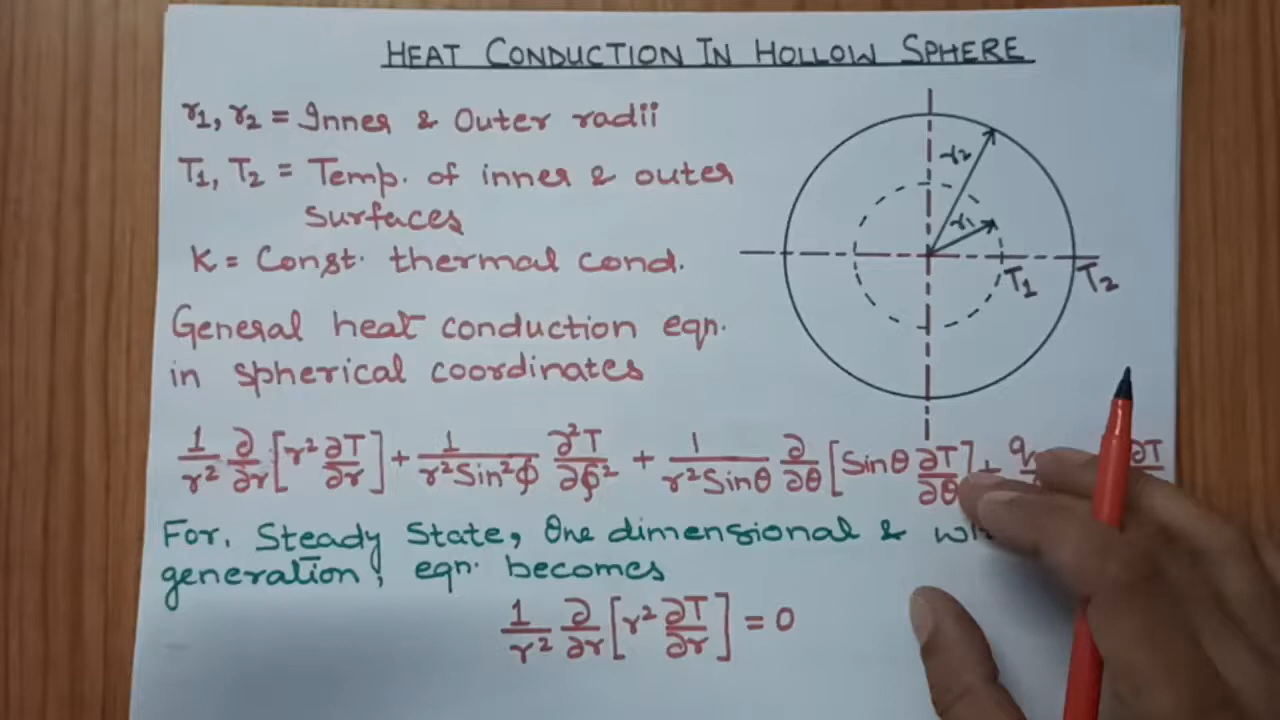 HEAT CONDUCTION IN HOLLOW SPHERE
r1, r2 = Inner & Outer radii
T1, T2 = Temp. of inner & outer
surfaces
K = Const. thermal cond.
r2
r1
T1 T2
General heat conduction eqn.
in spherical coordinates
1/r² ∂/∂r [r² ∂T/∂r] + 1/(r² Sin²ϕ) ∂²T/∂ϕ² + 1/(r² Sinθ) ∂/∂θ [Sinθ ∂T/∂θ] + ∂T
For. Steady State, One dimensional &
generation, eqn. becomes
1/r² ∂/∂r [r² ∂T/∂r] = 0